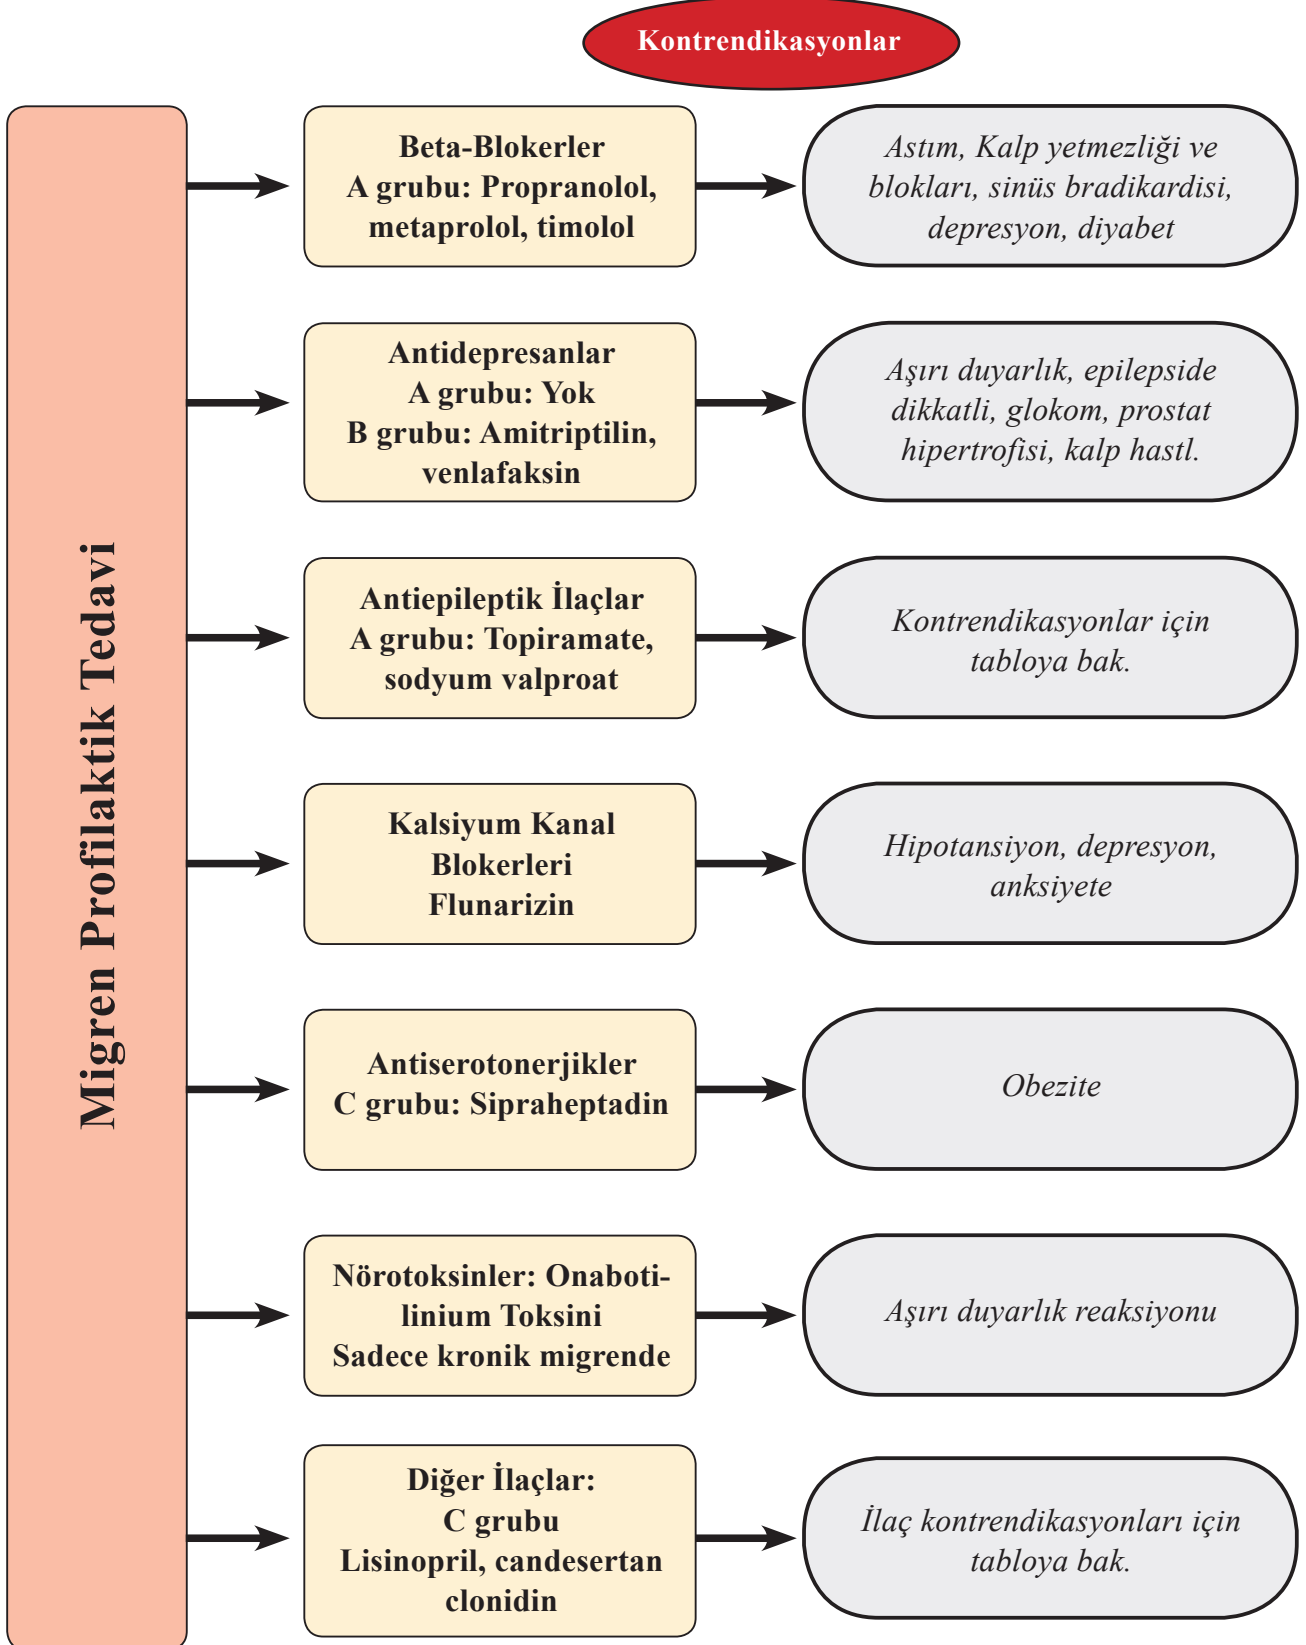 Kontrendikasyonlar
Migren Profilaktik Tedavi
Beta-Blokerler
A grubu: Propranolol,
metaprolol, timolol
Astım, Kalp yetmezliği ve
blokları, sinüs bradikardisi,
depresyon, diyabet
Antidepresanlar
A grubu: Yok
B grubu: Amitriptilin,
venlafaksin
Aşırı duyarlık, epilepside
dikkatli, glokom, prostat
hipertrofisi, kalp hastl.
Antiepileptik İlaçlar
A grubu: Topiramate,
sodyum valproat
Kontrendikasyonlar için
tabloya bak.
Kalsiyum Kanal
Blokerleri
Flunarizin
Hipotansiyon, depresyon,
anksiyete
Antiserotonerjikler
C grubu: Sipraheptadin
Obezite
Nörotoksinler: Onaboti-
linium Toksini
Sadece kronik migrende
Aşırı duyarlık reaksiyonu
Diğer İlaçlar:
C grubu
Lisinopril, candesertan
clonidin
İlaç kontrendikasyonları için
tabloya bak.